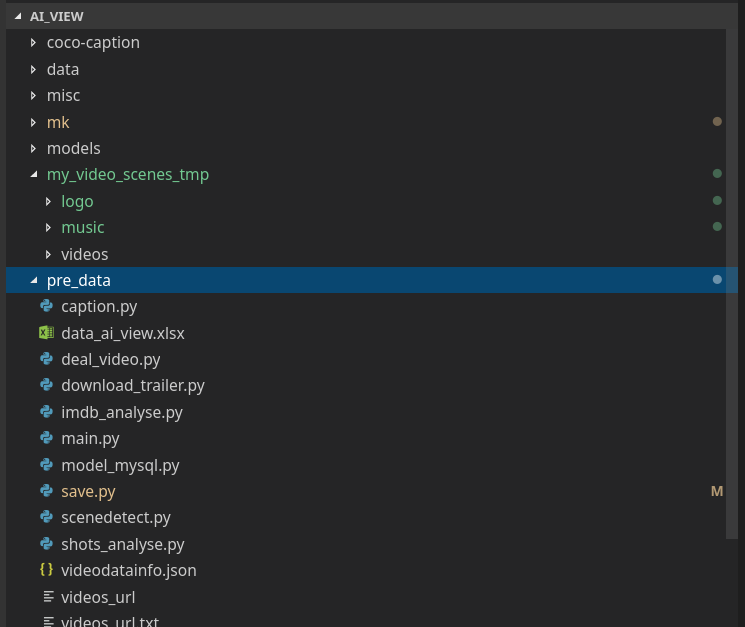 AI_VIEW
coco-caption
data
misc
mk
models
my_video_scenes_tmp
logo
music
videos
pre_data
caption.py
data_ai_view.xlsx
deal_video.py
download_trailer.py
imdb_analyse.py
main.py
model_mysql.py
save.py M
scenedetect.py
shots_analyse.py
{ } videodatainfo.json
videos_url
videos_url.txt